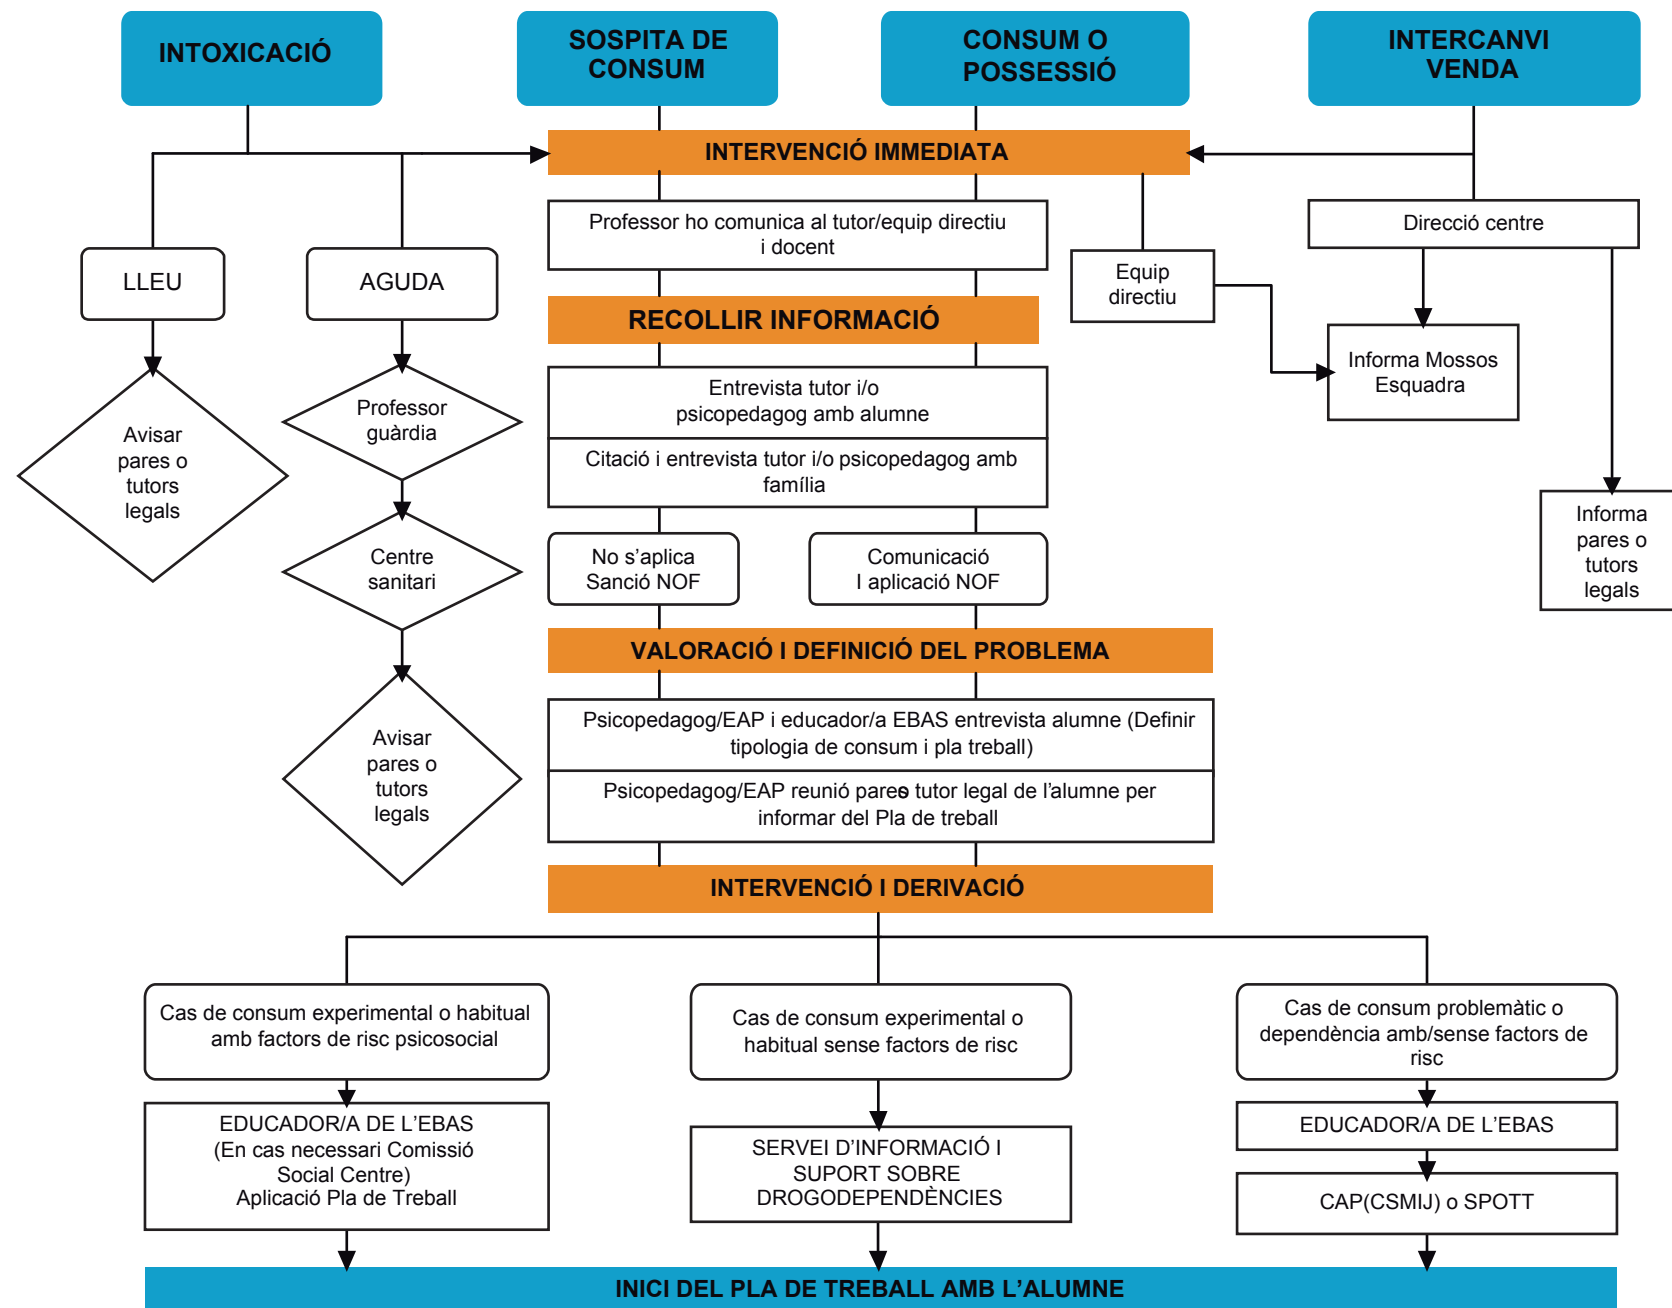 INTOXICACIÓ
SOSPITA DE
CONSUM
CONSUM O
POSSESSIÓ
INTERCANVI
VENDA
INTERVENCIÓ IMMEDIATA
Professor ho comunica al tutor/equip directiu
i docent
Direcció centre
LLEU
AGUDA
Equip
directiu
RECOLLIR INFORMACIÓ
Informa Mossos
Esquadra
Entrevista tutor i/o
psicopedagog amb alumne
Professor
guàrdia
Avisar
pares o
tutors
legals
Citació i entrevista tutor i/o psicopedagog amb
família
Informa
pares o
tutors
legals
Centre
sanitari
No s’aplica
Sanció NOF
Comunicació
I aplicació NOF
VALORACIÓ I DEFINICIÓ DEL PROBLEMA
Psicopedagog/EAP i educador/a EBAS entrevista alumne (Definir
tipologia de consum i pla treball)
Avisar
pares o
tutors
legals
Psicopedagog/EAP reunió pares tutor legal de l’alumne per
informar del Pla de treball
INTERVENCIÓ I DERIVACIÓ
Cas de consum experimental o habitual
amb factors de risc psicosocial
Cas de consum experimental o
habitual sense factors de risc
Cas de consum problemàtic o
dependència amb/sense factors de
risc
EDUCADOR/A DE L’EBAS
(En cas necessari Comissió
Social Centre)
Aplicació Pla de Treball
SERVEI D’INFORMACIÓ I
SUPORT SOBRE
DROGODEPENDÈNCIES
EDUCADOR/A DE L’EBAS
CAP(CSMIJ) o SPOTT
INICI DEL PLA DE TREBALL AMB L’ALUMNE